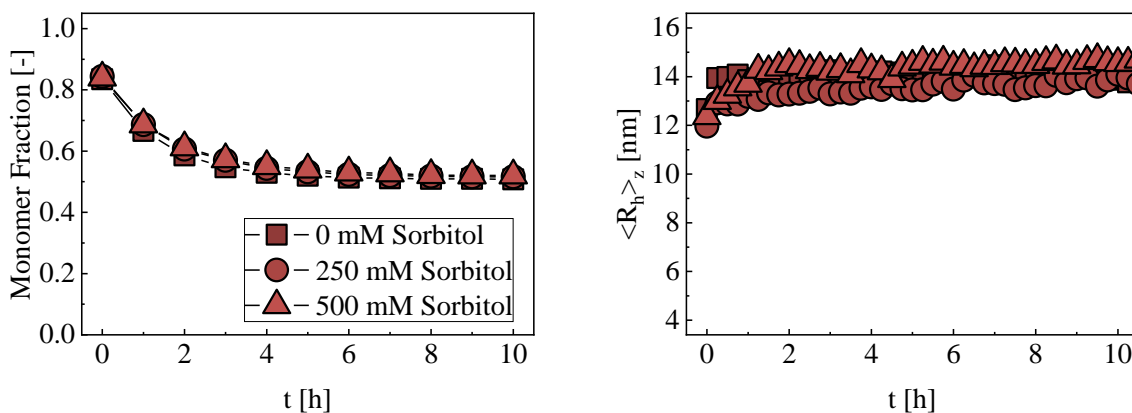 1.0
0.8
0.6
0.4
0.2
0.0
Monomer Fraction [-]
0 mM Sorbitol
250 mM Sorbitol
500 mM Sorbitol
0 2 4 6 8 10
t [h]
16
14
12
10
8
6
4
<R_h>_z [nm]
0 2 4 6 8 10
t [h]